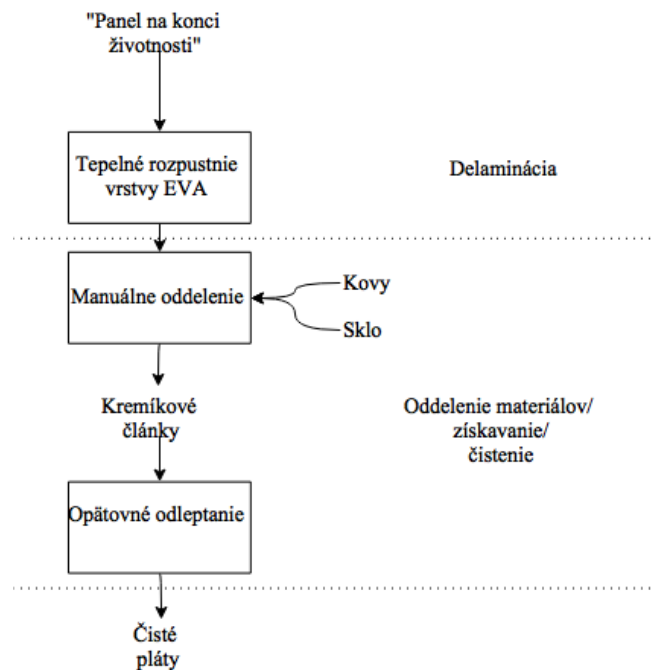 "Panel na konci
životnosti"
Tepelné rozpustnie
vrstvy EVA
Delaminácia
Manuálne oddelenie
Kovy
Sklo
Kremíkové
články
Oddelenie materiálov/
získavanie/
čistenie
Opätovné odleptanie
Čisté
pláty